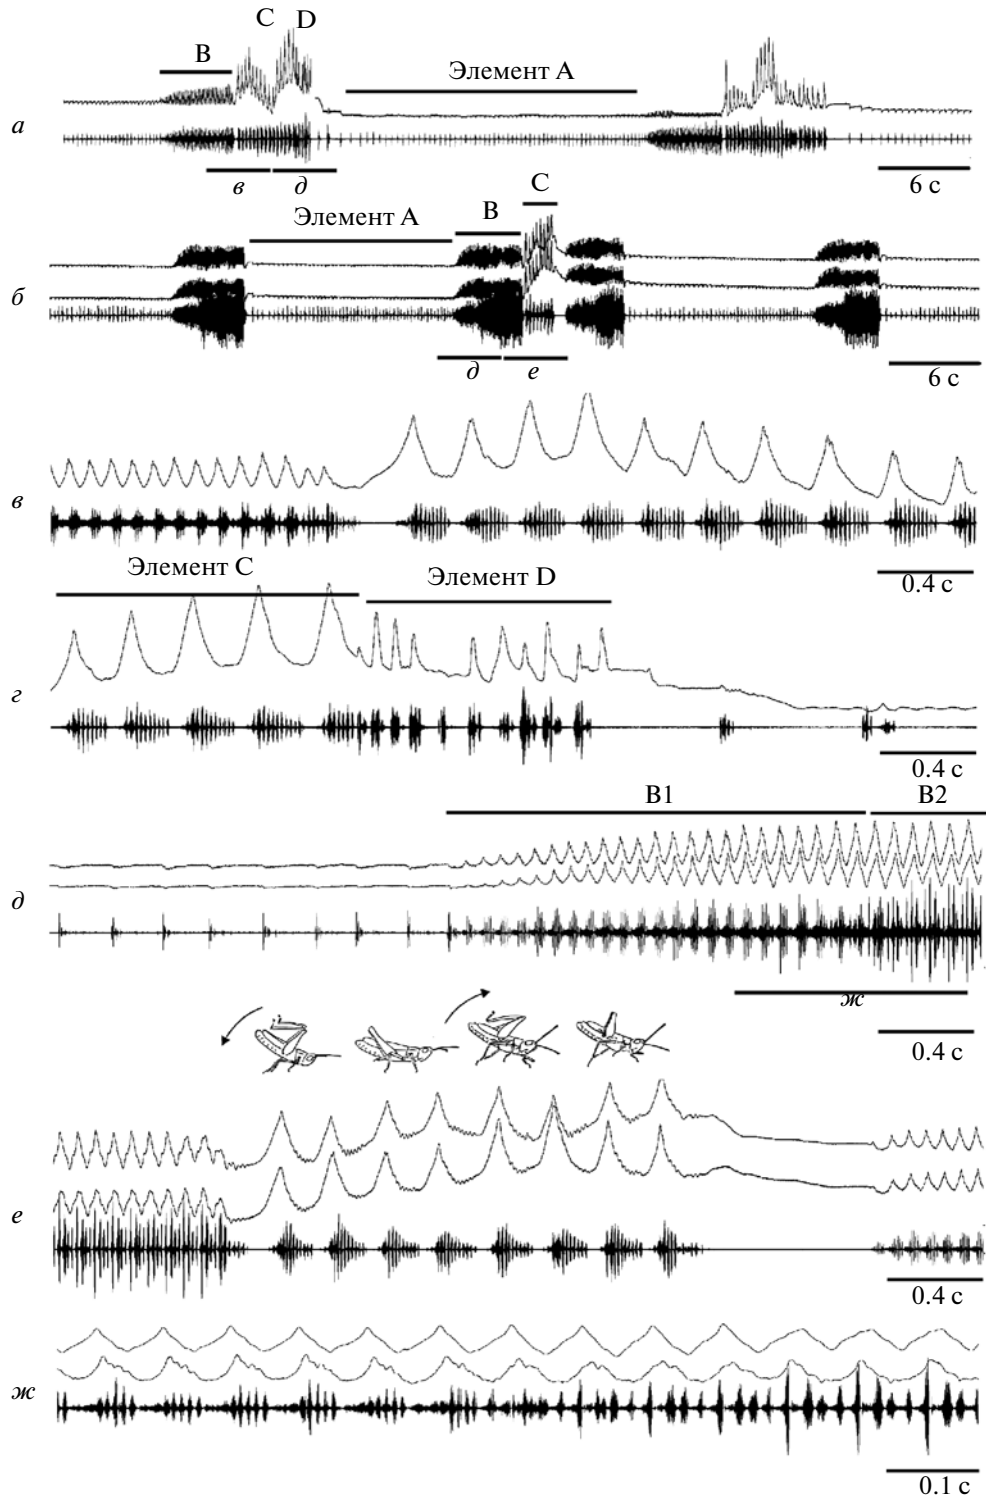 C D
B
Элемент A
а
в д
6 с
C
Элемент A B
б
д е
6 с
в
0.4 с
Элемент C
Элемент D
г
0.4 с
B1 B2
д
ж
0.4 с
е
0.4 с
ж
0.1 с